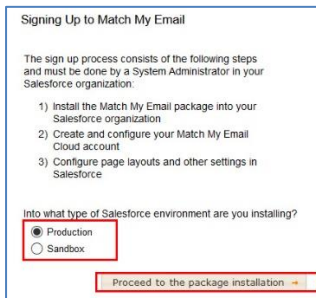 Signing Up to Match My Email
The sign up process consists of the following steps
and must be done by a System Administrator in your
Salesforce organization:
1) Install the Match My Email package into your
Salesforce organization
2) Create and configure your Match My Email
Cloud account
3) Configure page layouts and other settings in
Salesforce
Into what type of Salesforce environment are you installing?
Production
Sandbox
Proceed to the package installation →